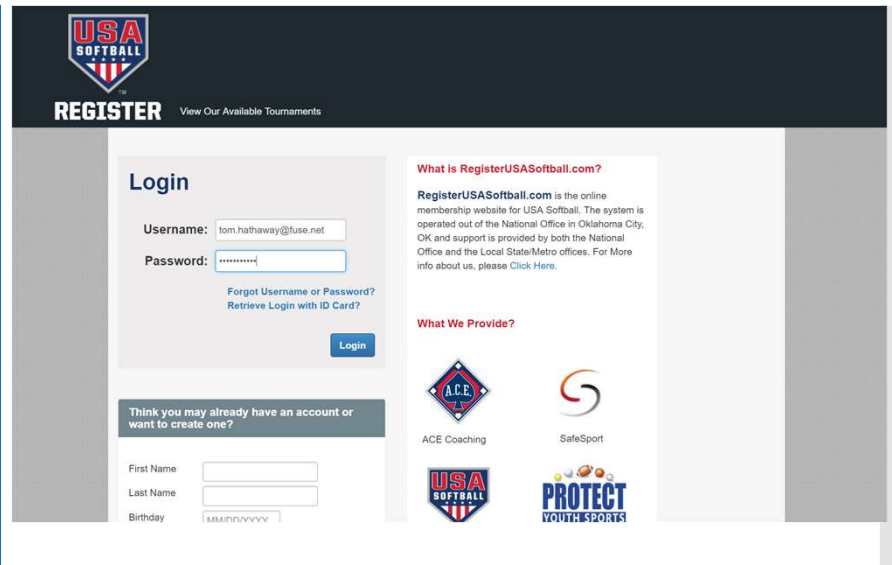 USA
SOFTBALL
TM
REGISTER
View Our Available Tournaments
Login
Username: tom.hathaway@fuse.net
Password: •••••••••••
Forgot Username or Password?
Retrieve Login with ID Card?
Login
Think you may already have an account or
want to create one?
First Name
Last Name
Birthday MM/DD/YYYY
What is RegisterUSASoftball.com?
RegisterUSASoftball.com is the online
membership website for USA Softball. The system is
operated out of the National Office in Oklahoma City,
OK and support is provided by both the National
Office and the Local State/Metro offices. For More
info about us, please Click Here.
What We Provide?
A.C.E.
ACE Coaching
SafeSport
USA
SOFTBALL
PROTECT
YOUTH SPORTS